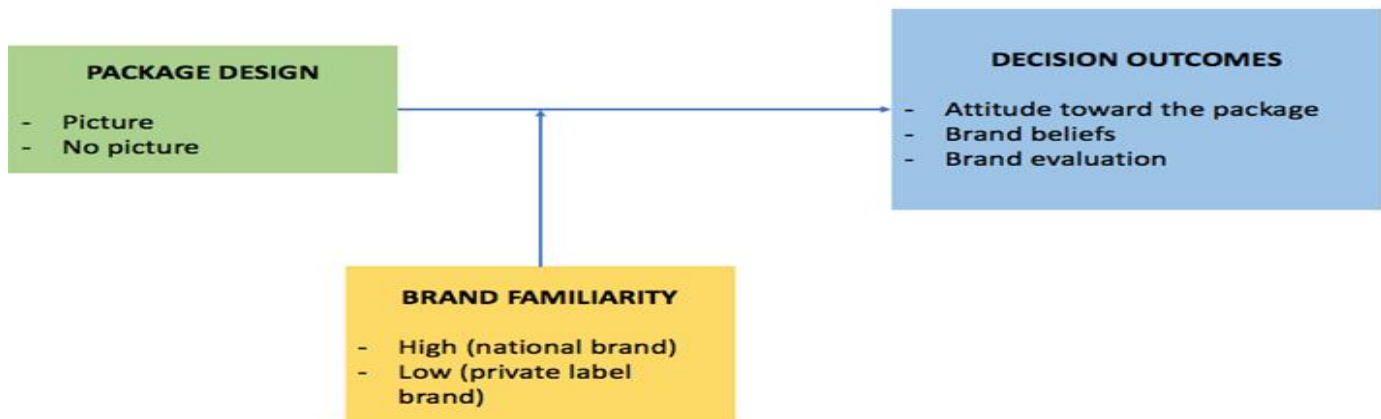 PACKAGE DESIGN
- Picture
- No picture
DECISION OUTCOMES
- Attitude toward the package
- Brand beliefs
- Brand evaluation
BRAND FAMILIARITY
- High (national brand)
- Low (private label
brand)